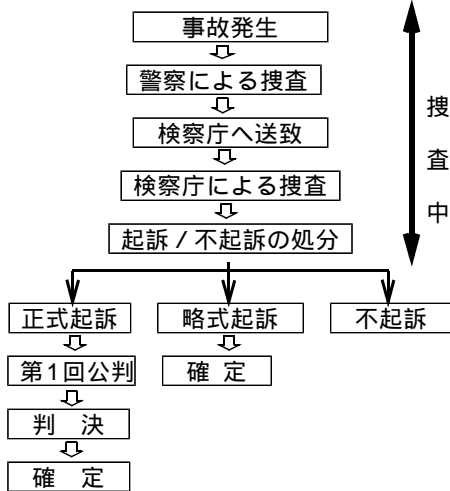 事故発生
警察による捜査
検察庁へ送致
検察庁による捜査
起訴/不起訴の処分
捜
査
中
正式起訴
略式起訴
不起訴
第1回公判
確 定
判 決
確 定